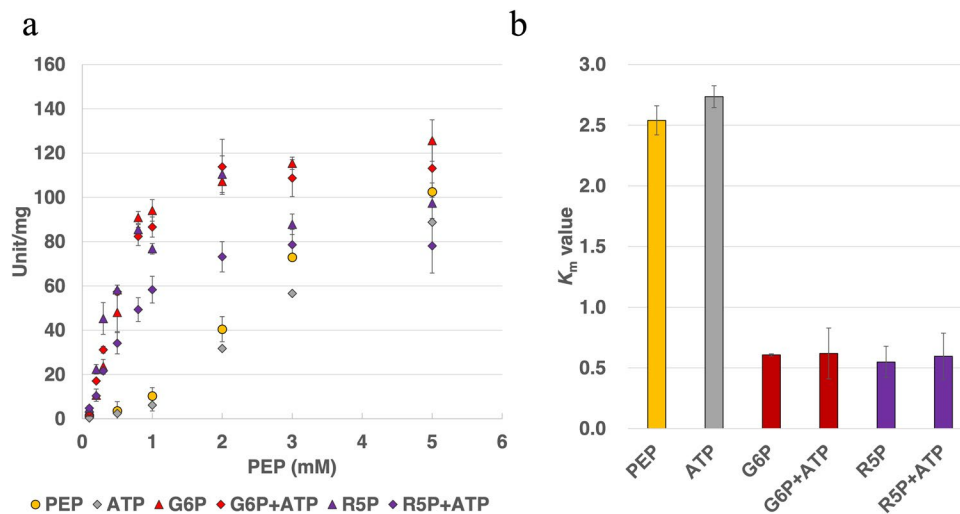 a
160
140
120
100
80
60
40
20
0
Unit/mg
0 1 2 3 4 5 6
PEP (mM)
PEP ATP G6P G6P+ATP R5P R5P+ATP
b
3.0
2.5
2.0
1.5
1.0
0.5
0.0
Km value
PEP
ATP
G6P
G6P+ATP
R5P
R5P+ATP